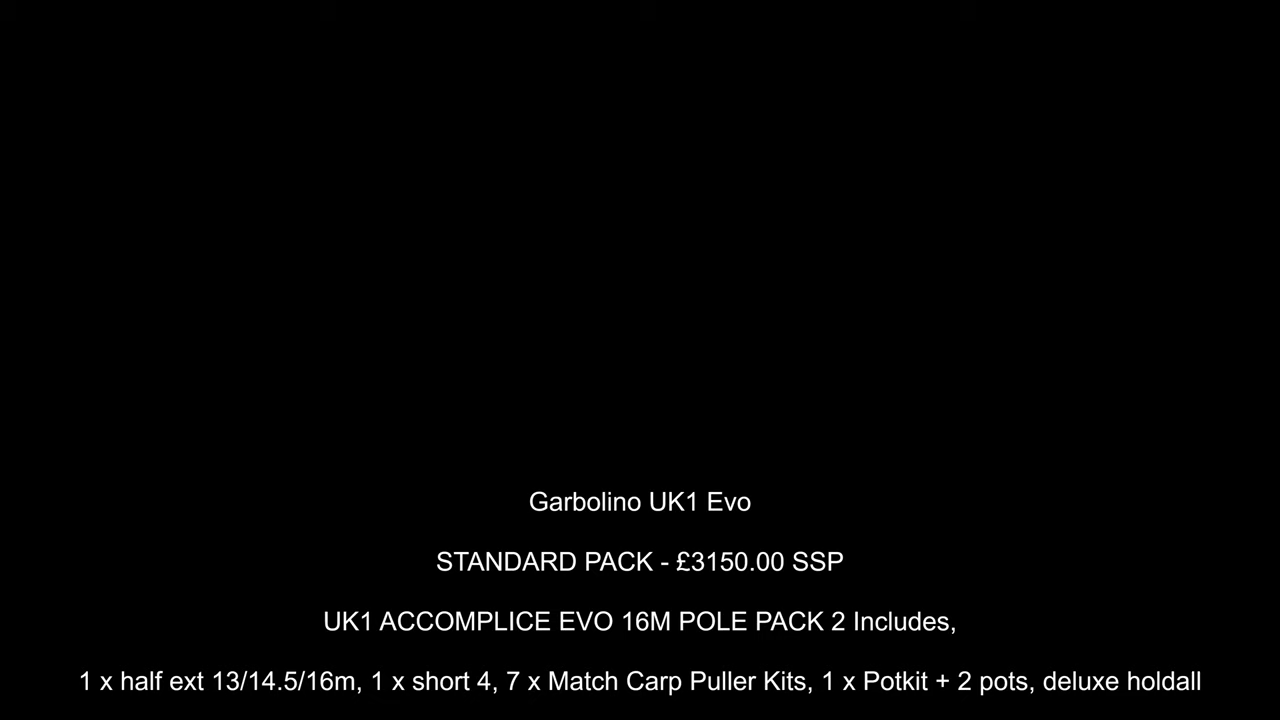 Garbolino UK1 Evo
STANDARD PACK - £3150.00 SSP
UK1 ACCOMPLICE EVO 16M POLE PACK 2 Includes,
1 x half ext 13/14.5/16m, 1 x short 4, 7 x Match Carp Puller Kits, 1 x Potkit + 2 pots, deluxe holdall